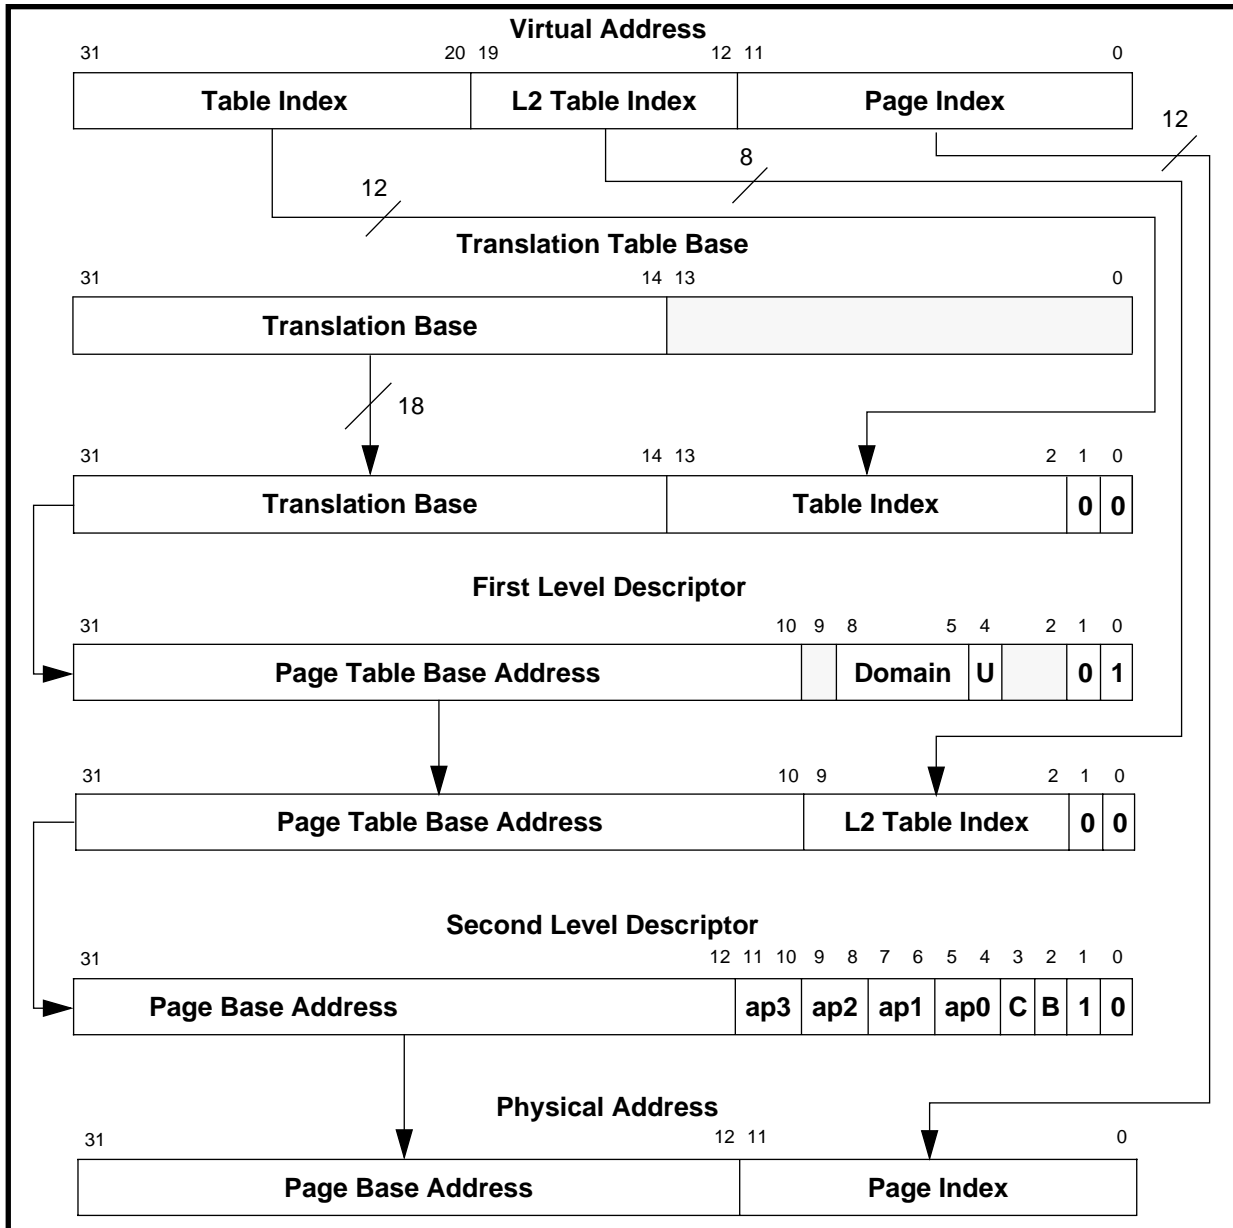 Virtual Address
31 20 19 12 11 0
Table Index L2 Table Index Page Index
12
8
12
Translation Table Base
31 14 13 0
Translation Base
18
31 14 13 2 1 0
Translation Base Table Index 0 0
First Level Descriptor
31 10 9 8 5 4 2 1 0
Page Table Base Address Domain U 0 1
31 10 9 2 1 0
Page Table Base Address L2 Table Index 0 0
Second Level Descriptor
31 12 11 10 9 8 7 6 5 4 3 2 1 0
Page Base Address ap3 ap2 ap1 ap0 C B 1 0
Physical Address
31 12 11 0
Page Base Address Page Index